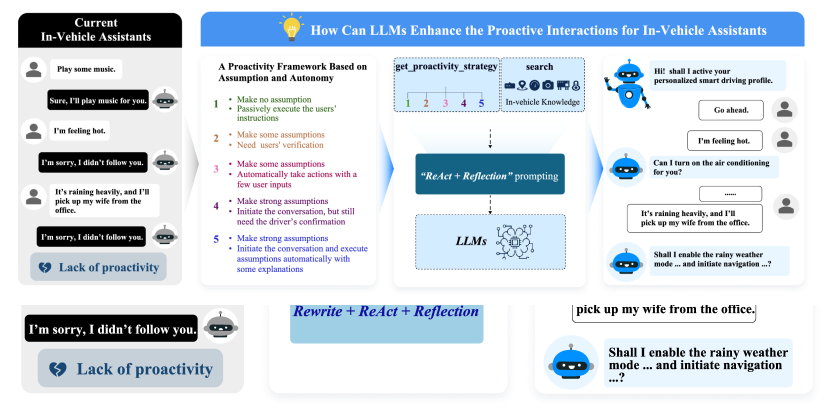 Current
In-Vehicle Assistants
Play some music.
Sure, I'll play music for you.
I'm feeling hot.
I'm sorry, I didn't follow you.
It's raining heavily, and I'll
pick up my wife from the
office.
I'm sorry, I didn't follow you.
Lack of proactivity
How Can LLMs Enhance the Proactive Interactions for In-Vehicle Assistants
A Proactivity Framework Based on
Assumption and Autonomy
1 • Make no assumption
• Passively execute the users'
instructions
2 • Make some assumptions
• Need users' verification
3 • Make some assumptions
• Automatically take actions with a
few user inputs
4 • Make strong assumptions
• Initiate the conversation, but still
need the driver's confirmation
5 • Make strong assumptions
• Initiate the conversation and execute
assumptions automatically with
some explanations
get_proactivity_strategy
1 2 3 4 5
search
In-vehicle Knowledge
"ReAct + Reflection" prompting
LLMs
Hi! shall I active your
personalized smart driving profile.
Go ahead.
I'm feeling hot.
Can I turn on the air conditioning
for you?
......
It's raining heavily, and I'll
pick up my wife from the office.
Shall I enable the rainy weather
mode ... and initiate navigation ...?
I'm sorry, I didn't follow you.
Lack of proactivity
Rewrite + ReAct + Reflection
pick up my wife from the office.
Shall I enable the rainy weather
mode ... and initiate navigation
...?